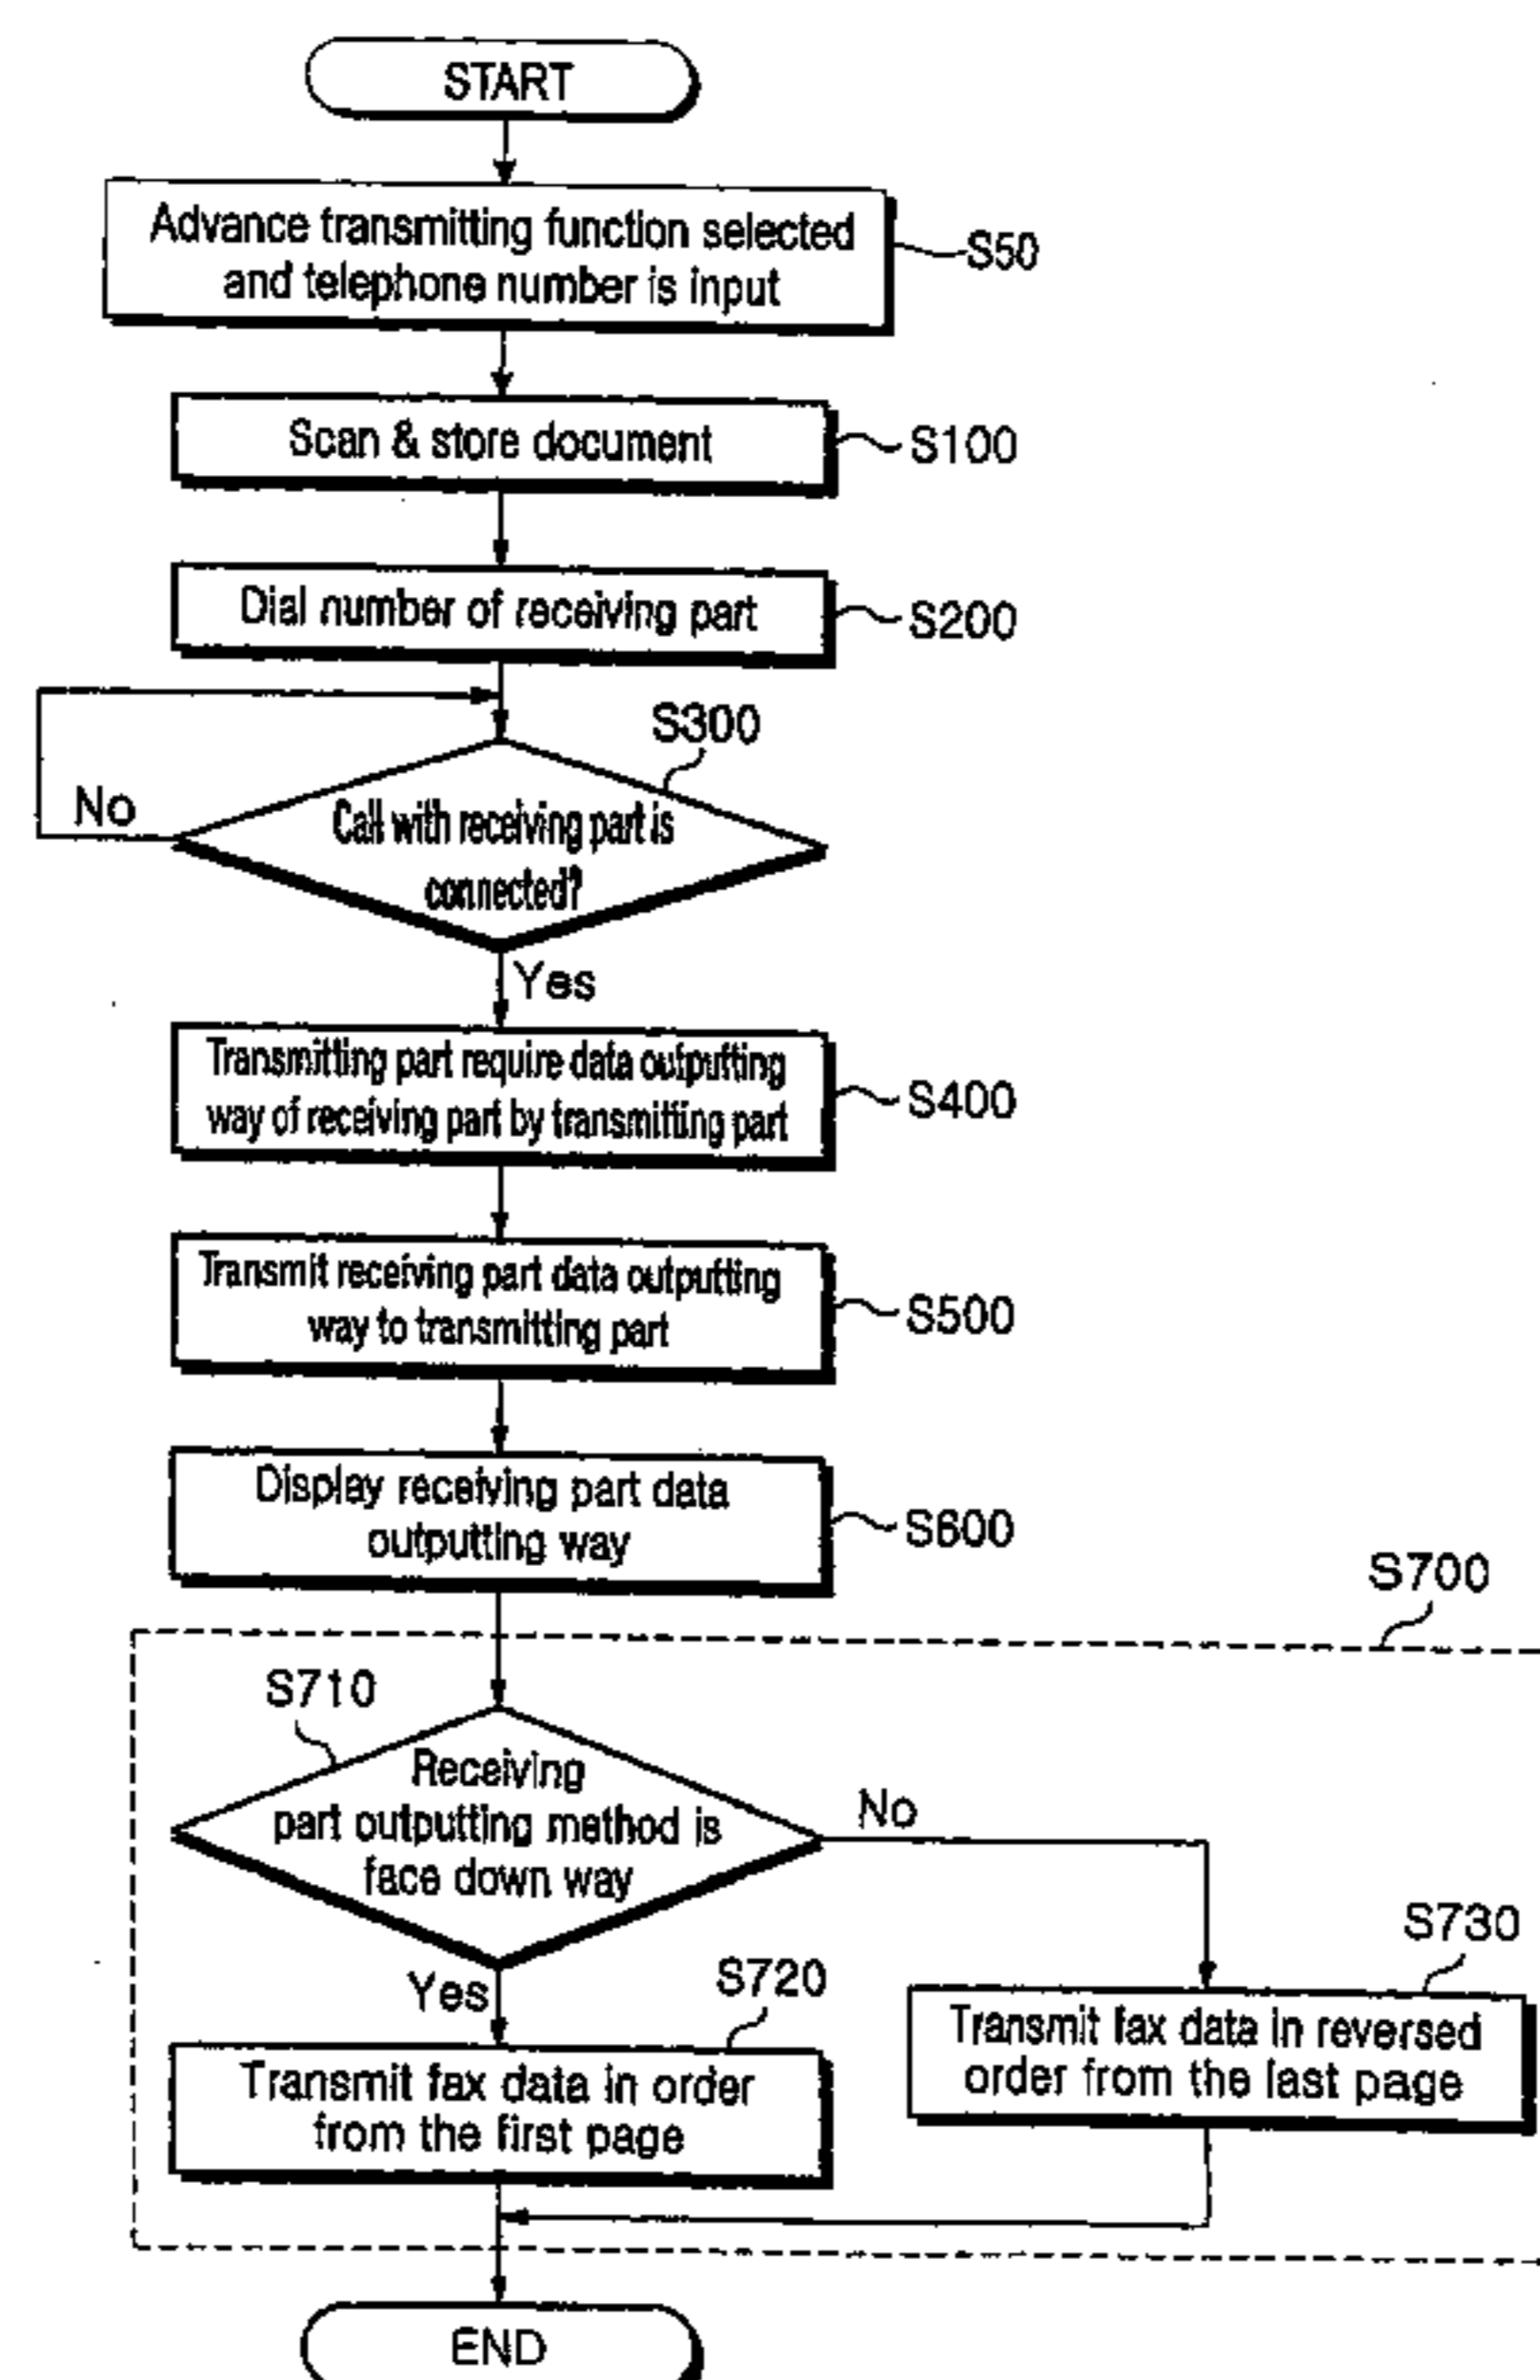 START
Advance transmitting function selected
and telephone number is input
S50
Scan & store document
S100
Dial number of receiving part
S200
S300
No
Call with receiving part is
connected?
Yes
Transmitting part require data outputting
way of receiving part by transmitting part
S400
Transmit receiving part data outputting
way to transmitting part
S500
Display receiving part data
outputting way
S600
S700
S710
Receiving
part outputting method is
face down way
No
Yes
S720
S730
Transmit fax data in order
from the first page
Transmit fax data in reversed
order from the last page
END